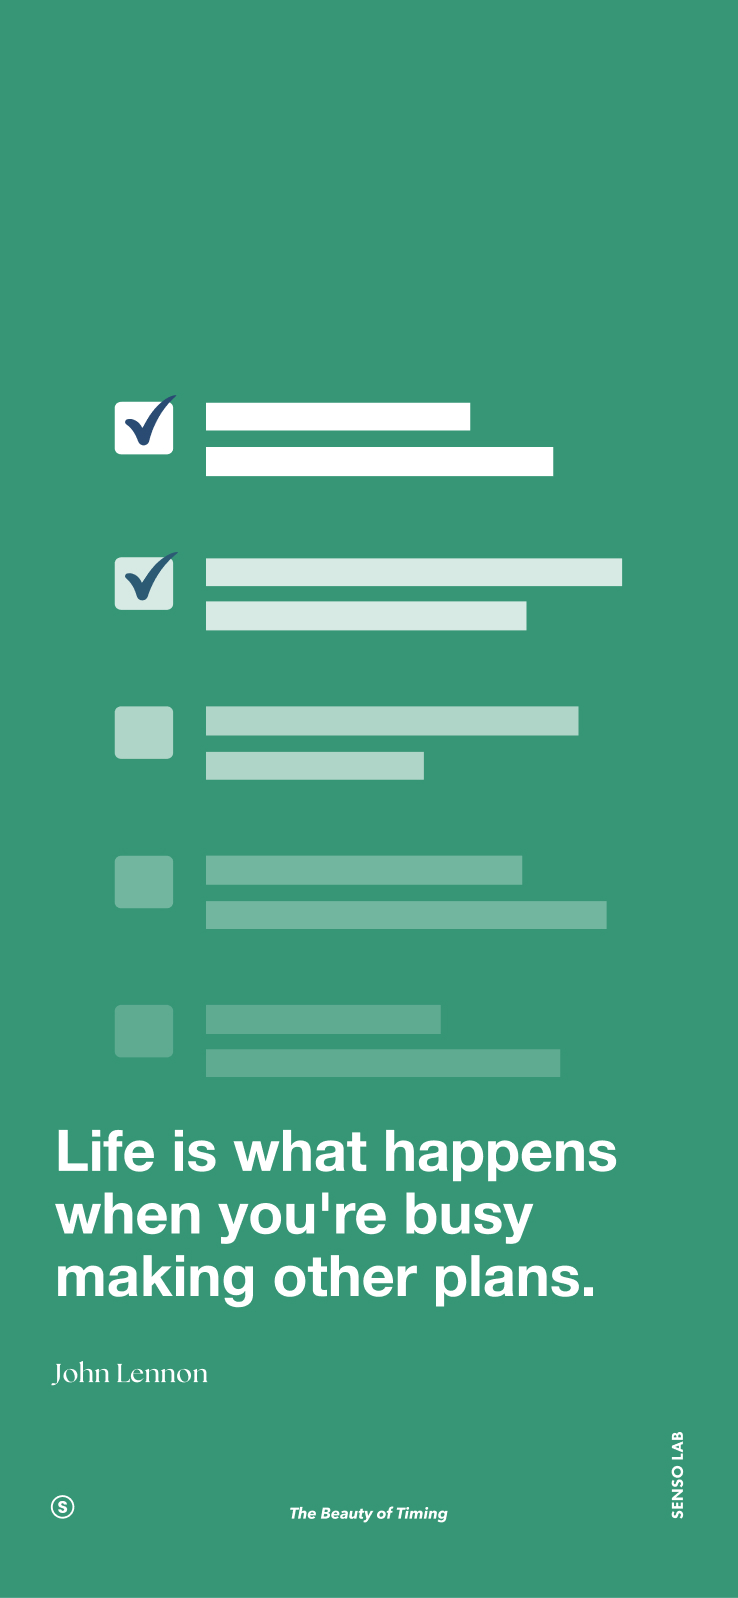 Life is what happens
when you're busy
making other plans.
John Lennon
SENSO LAB
S
The Beauty of Timing